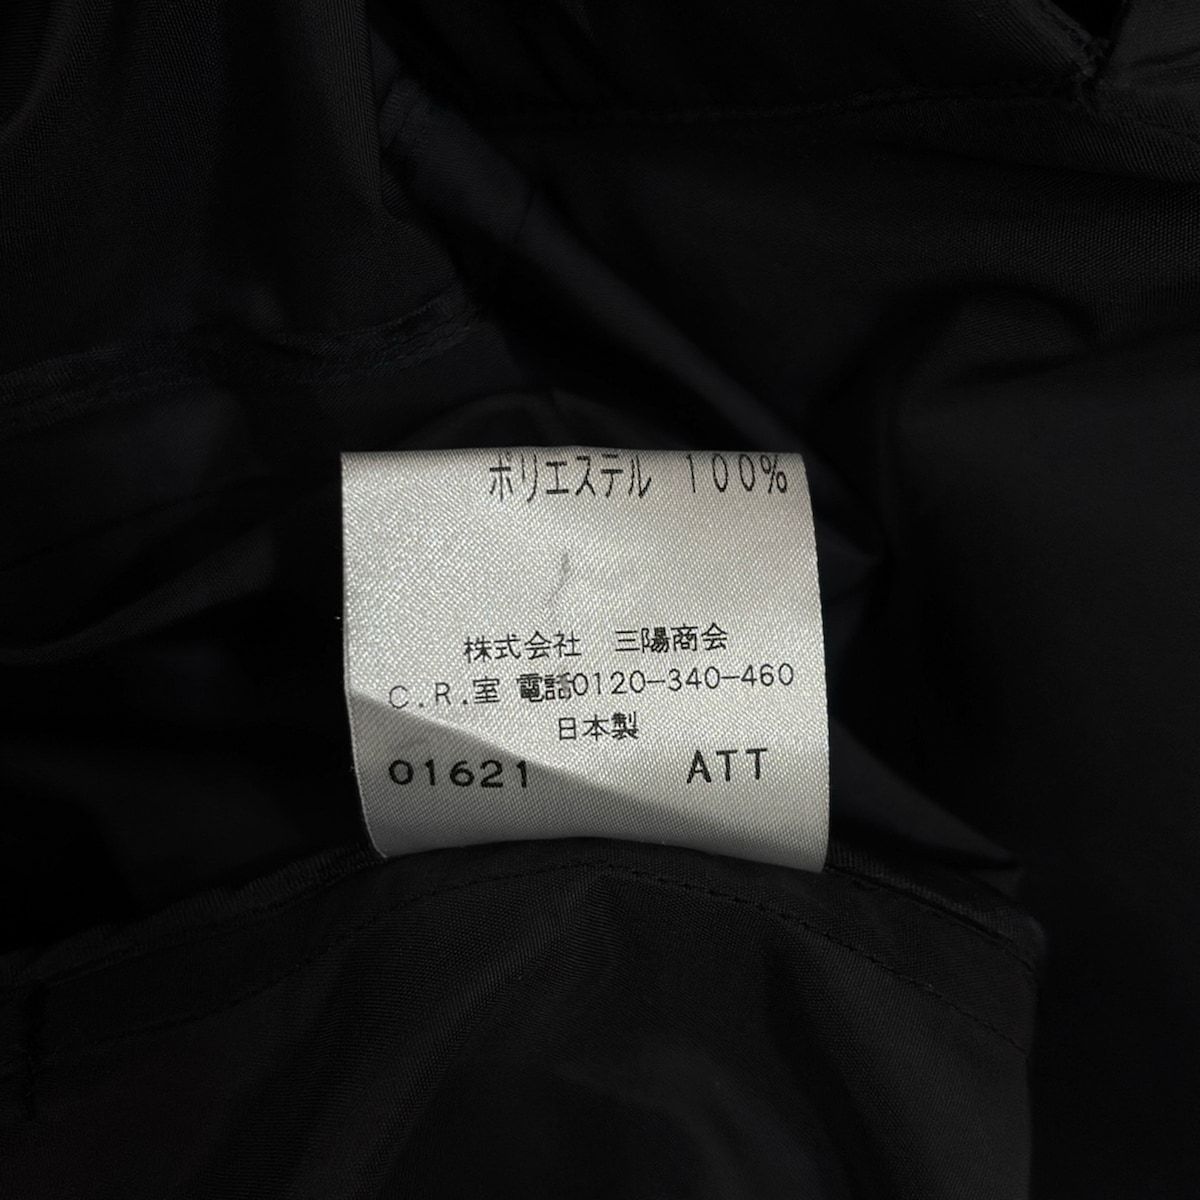 ポリエステル 100%
株式会社 三陽商会
C.R.室 電話0120-340-460
日本製
01621 ATT